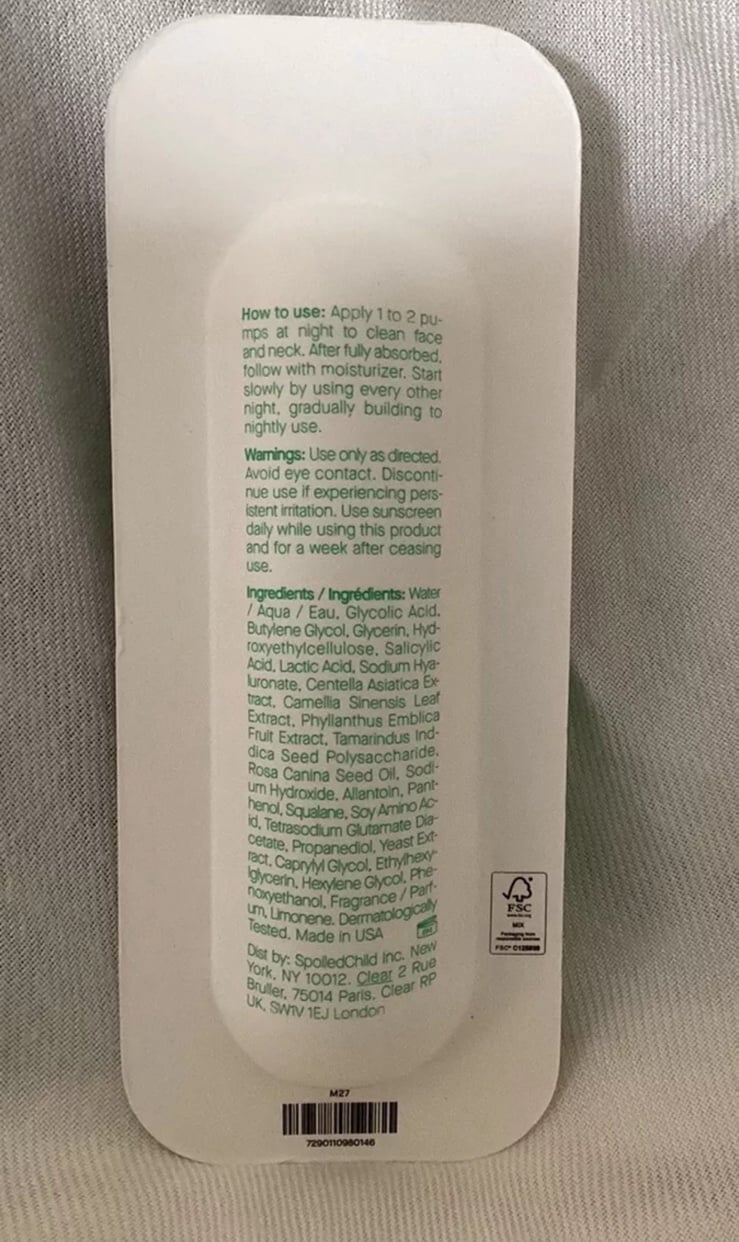 How to use: Apply 1 to 2 pu-
mps at night to clean face
and neck. After fully absorbed,
follow with moisturizer. Start
slowly by using every other
night, gradually building to
nightly use.
Warnings: Use only as directed.
Avoid eye contact. Disconti-
nue use if experiencing pers-
istent irritation. Use sunscreen
daily while using this product
and for a week after ceasing
use.
Ingredients / Ingrédients: Water
/ Aqua / Eau, Glycolic Acid,
Butylene Glycol, Glycerin, Hyd-
roxyethylcellulose, Salicylic
Acid, Lactic Acid, Sodium Hya-
luronate, Centella Asiatica Ex-
tract, Camellia Sinensis Leaf
Extract, Phyllanthus Emblica
Fruit Extract, Tamarindus Ind-
dica Seed Polysaccharide,
Rosa Canina Seed Oil, Sodi-
um Hydroxide, Allantoin, Pant-
henol, Squalane, Soy Amino Ac-
id, Tetrasodium Glutamate Dia-
cetate, Propanediol, Yeast Ext-
ract, Caprylyl Glycol, Ethylhexy-
lglycerin, Hexylene Glycol, Phe-
noxyethanol, Fragrance / Parf-
um, Limonene. Dermatologically
Tested. Made in USA
Dist by: SpoiledChild Inc. New
York, NY 10012. Clear 2 Rue
Bruller, 75014 Paris. Clear RP
UK, SW1V 1EJ London
FSC
www.fsc.org
MIX
Packaging from
responsible sources
M27
7290110980146